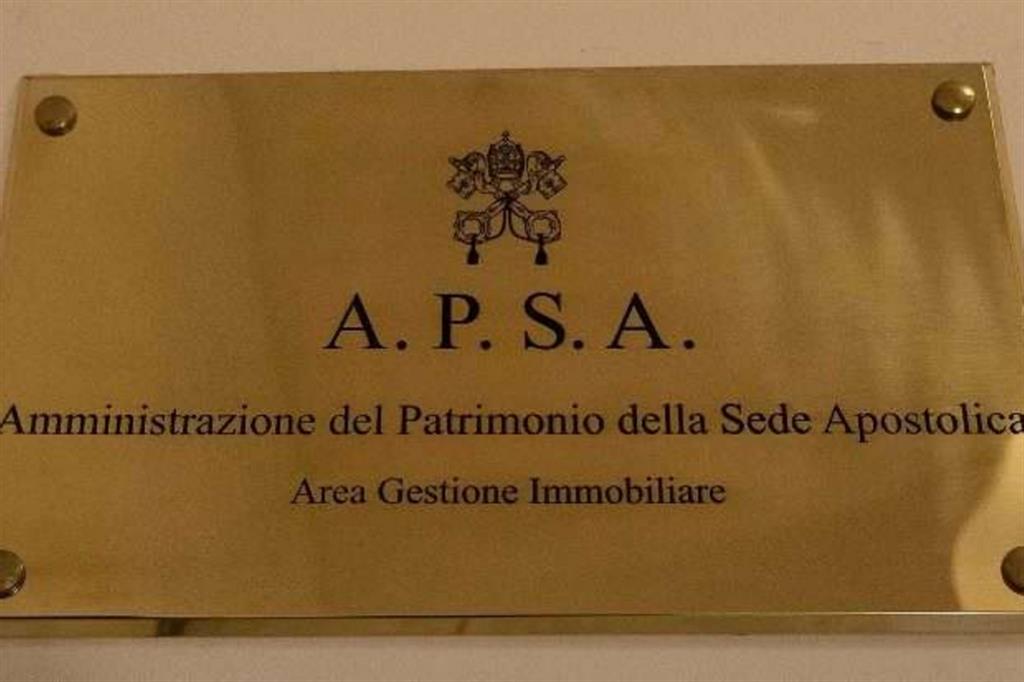 A. P. S. A.
Amministrazione del Patrimonio della Sede Apostolica
Area Gestione Immobiliare